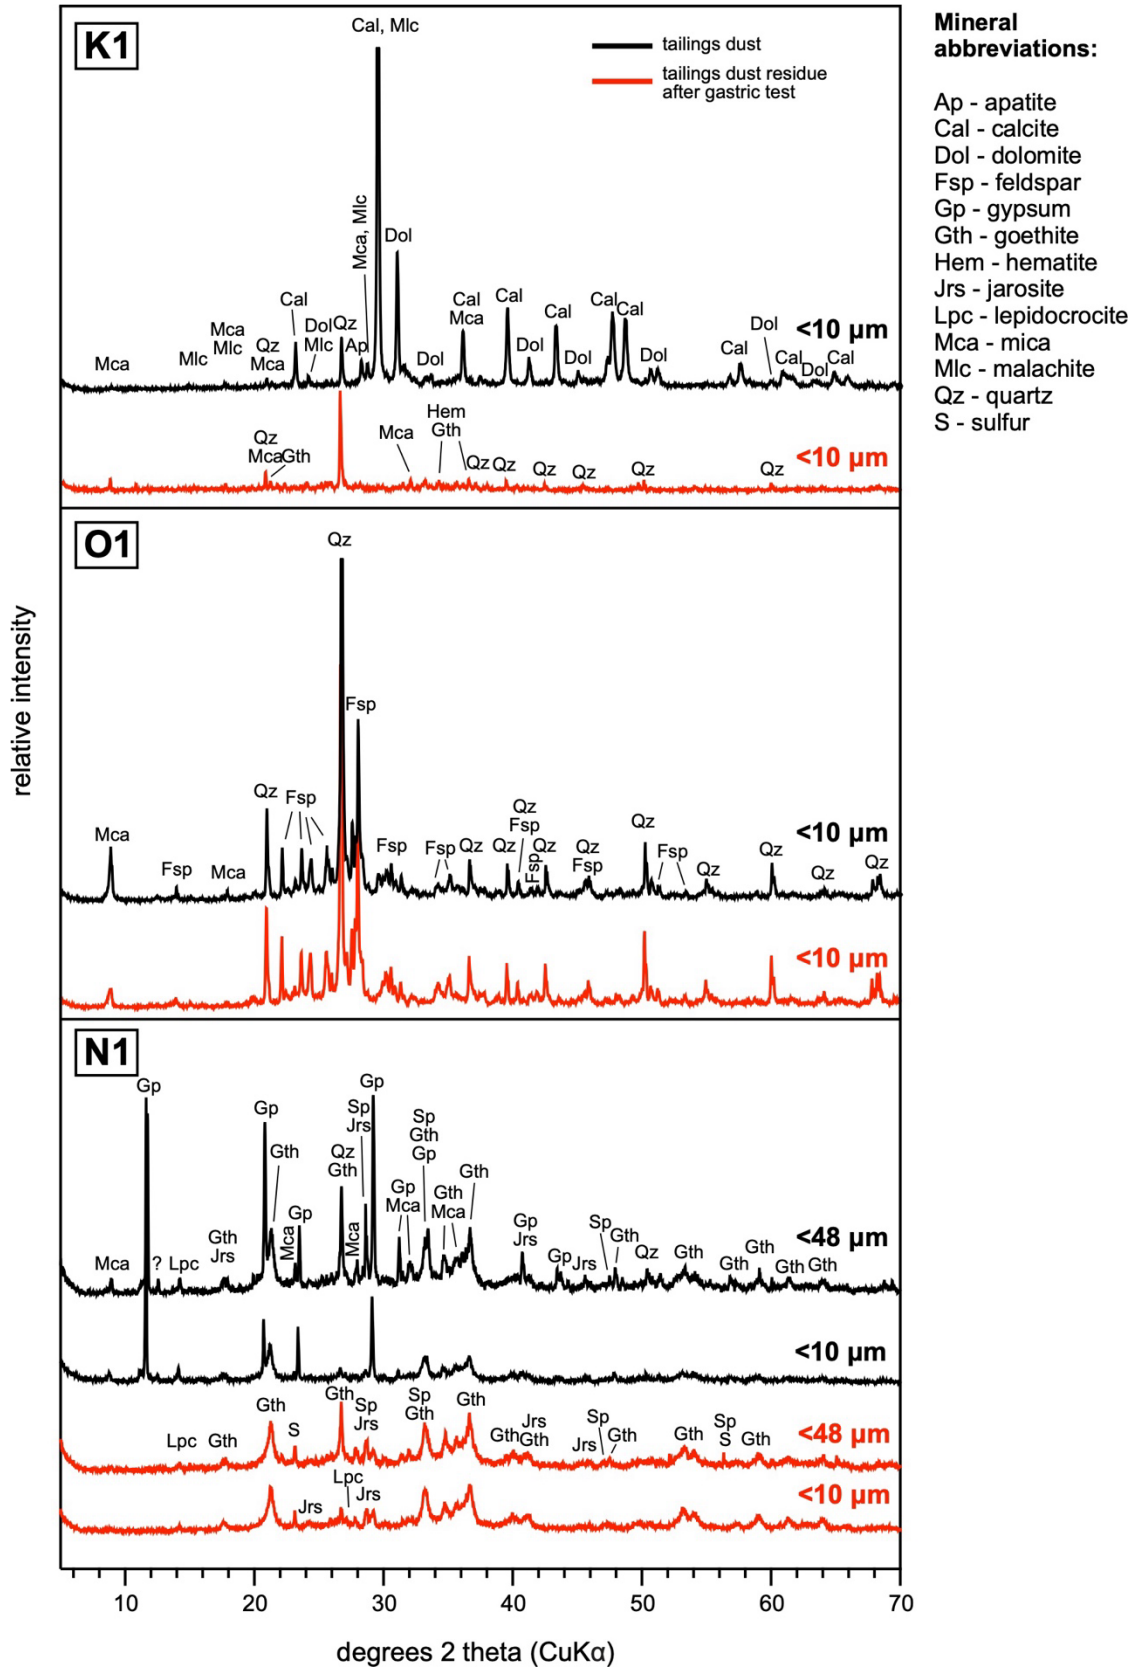 K1
Cal, Mlc
tailings dust
tailings dust residue
after gastric test
Mca, Mlc
Dol
Cal
Mca
Mlc
Mca
Mlc
Qz
Mca
Dol
Mlc
Qz
Ap
Dol
Cal
Mca
Cal
Dol
Cal
Dol
Cal
Cal
Dol
Cal
Dol
Cal
Dol
Cal
Mca
<10 µm
Qz
Mca
Gth
Mca
Hem
Gth
Qz
Qz
Qz
Qz
Qz
Qz
<10 µm
O1
Qz
Fsp
Mca
Fsp
Mca
Qz
Fsp
Fsp
Fsp
Qz
Qz
Qz
Fsp
Fsp
Qz
Qz
Fsp
Qz
Fsp
Qz
Qz
Qz
Qz
<10 µm
<10 µm
N1
Gp
Gp
Gth
Mca
?
Lpc
Gth
Jrs
Mca
Gp
Qz
Gth
Mca
Sp
Jrs
Gp
Gp
Mca
Sp
Gth
Gp
Gth
Mca
Gth
Gp
Jrs
Gp
Jrs
Sp
Gth
Qz
Gth
Gth
Gth
Gth
Gth
<48 µm
<10 µm
Lpc
Gth
Gth
S
Gth
Sp
Jrs
Sp
Gth
Gth
Gth
Jrs
Gth
Jrs
Sp
Gth
Gth
Sp
S
Gth
<48 µm
Jrs
Lpc
Jrs
<10 µm
10
20
30
40
50
60
70
degrees 2 theta (CuKα)
relative intensity
Mineral
abbreviations:
Ap - apatite
Cal - calcite
Dol - dolomite
Fsp - feldspar
Gp - gypsum
Gth - goethite
Hem - hematite
Jrs - jarosite
Lpc - lepidocrocite
Mca - mica
Mlc - malachite
Qz - quartz
S - sulfur